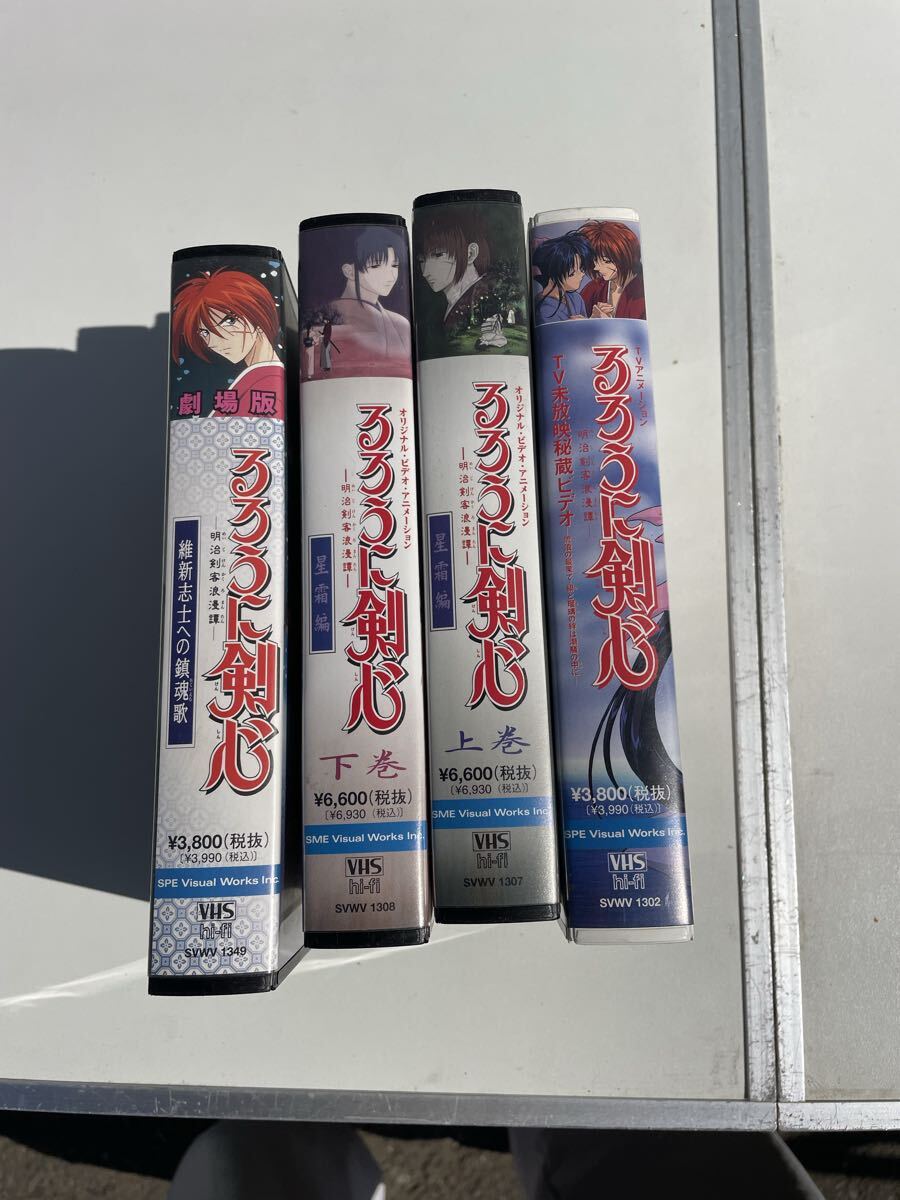 劇場版
るろうに剣心
―明治剣客浪漫譚―
維新志士への鎮魂歌
¥3,800(税抜)
〔¥3,990(税込)〕
SPE Visual Works Inc.
VHS
hi-fi
SVWV 1349
オリジナル・ビデオ・アニメーション
るろうに剣心
―明治剣客浪漫譚―
星霜編
下巻
¥6,600(税抜)
〔¥6,930(税込)〕
SME Visual Works Inc.
VHS
hi-fi
SVWV 1308
オリジナル・ビデオ・アニメーション
るろうに剣心
―明治剣客浪漫譚―
星霜編
上巻
¥6,600(税抜)
〔¥6,930(税込)〕
SME Visual Works Inc.
VHS
hi-fi
SVWV 1307
TVアニメーション
るろうに剣心
―明治剣客浪漫譚―
TV未放映秘蔵ビデオ
¥3,800(税抜)
〔¥3,990(税込)〕
SPE Visual Works Inc.
VHS
hi-fi
SVWV 1302